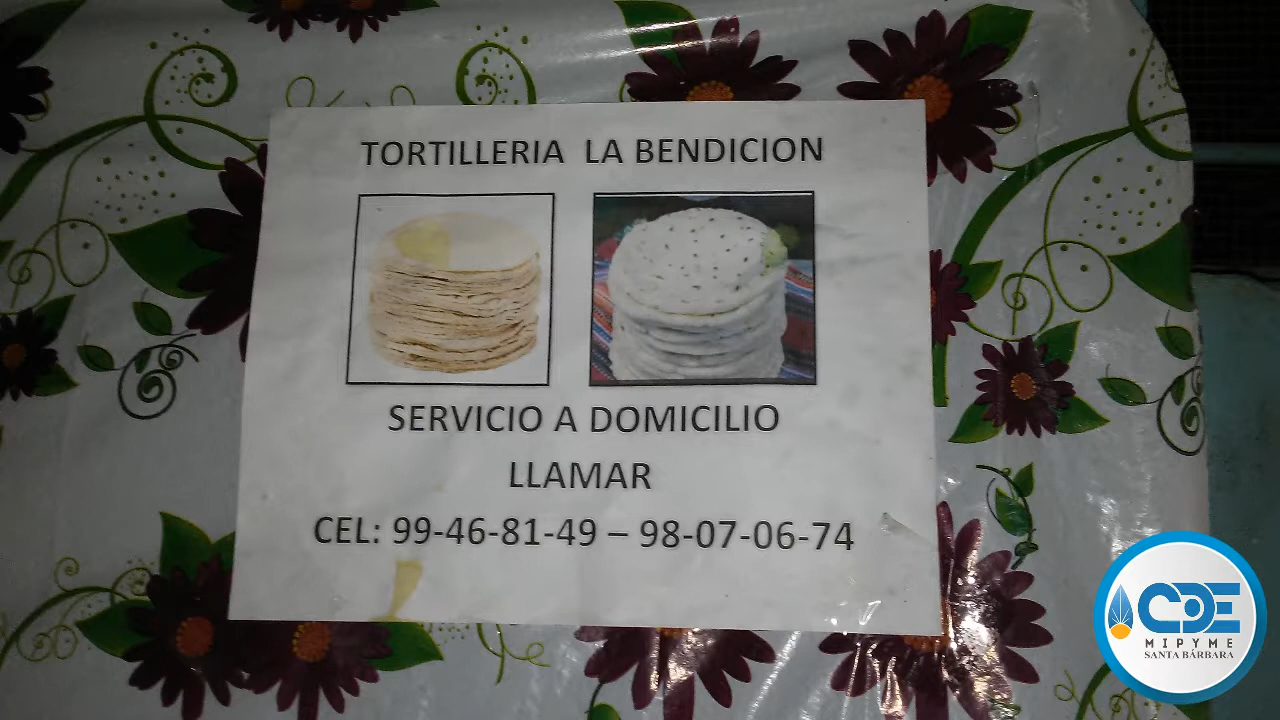 TORTILLERIA LA BENDICION
SERVICIO A DOMICILIO
LLAMAR
CEL: 99-46-81-49 – 98-07-06-74
CDE
MIPYME
SANTA BÁRBARA